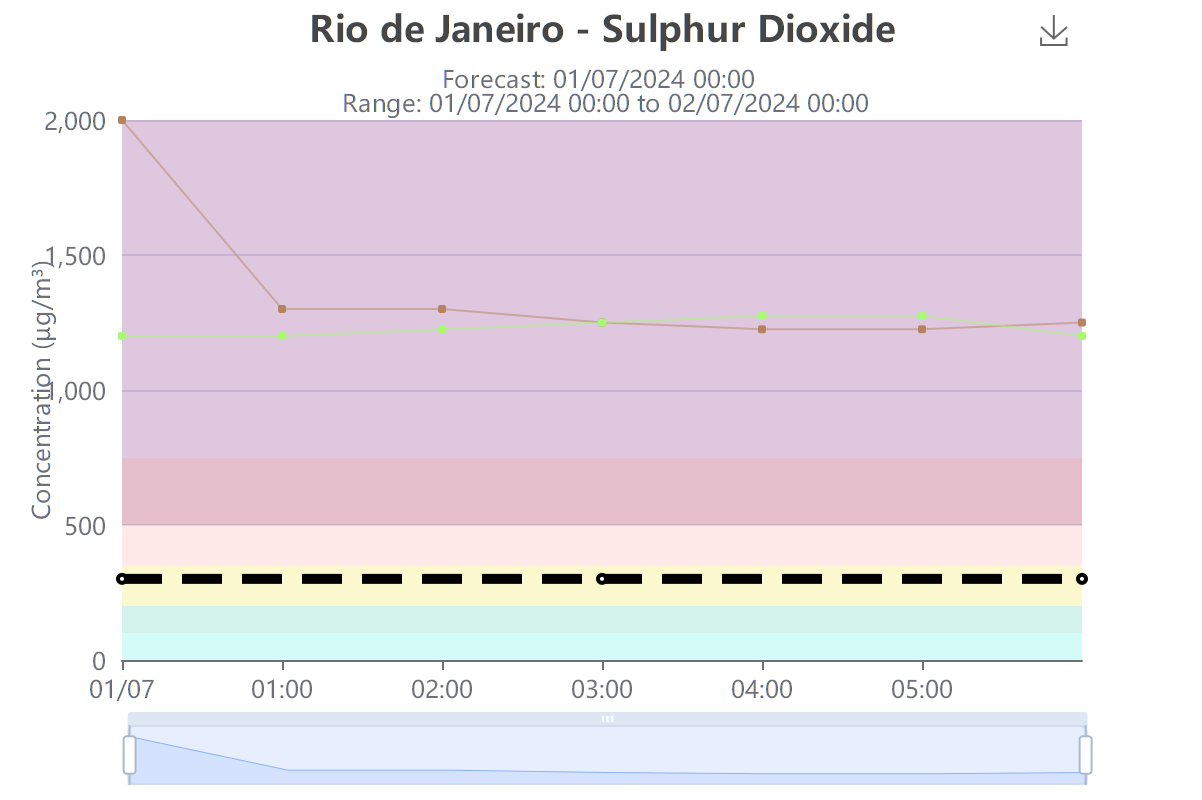 Rio de Janeiro - Sulphur Dioxide
Forecast: 01/07/2024 00:00
Range: 01/07/2024 00:00 to 02/07/2024 00:00
Concentration (µg/m³)
2,000
1,500
1,000
500
0
01/07 01:00 02:00 03:00 04:00 05:00